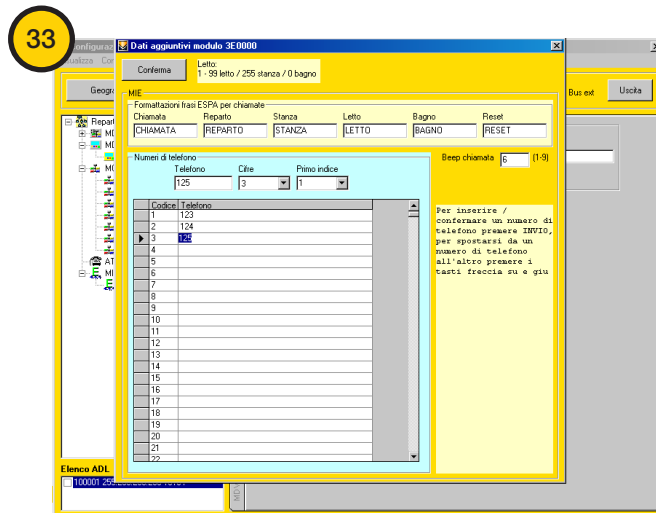 33
Configuraz
Dati aggiuntivi modulo 3E0000
Conferma
Letto:
1 - 99 letto / 255 stanza / 0 bagno
Bus ext
Uscita
MIE
Formattazioni frasi ESPA per chiamate
Chiamata Reparto Stanza Letto Bagno Reset
CHIAMATA REPARTO STANZA LETTO BAGNO RESET
Numeri di telefono
Telefono Cifre Primo indice
125 3 1
Beep chiamata 6 (1-9)
Codice Telefono
1 123
2 124
3 125
4
5
6
7
8
9
10
11
12
13
14
15
16
17
18
19
20
21
22
Per inserire /
confermare un numero di
telefono premere INVIO,
per spostarsi da un
numero di telefono
all'altro premere i
tasti freccia su e giu
Elenco ADL
MDV